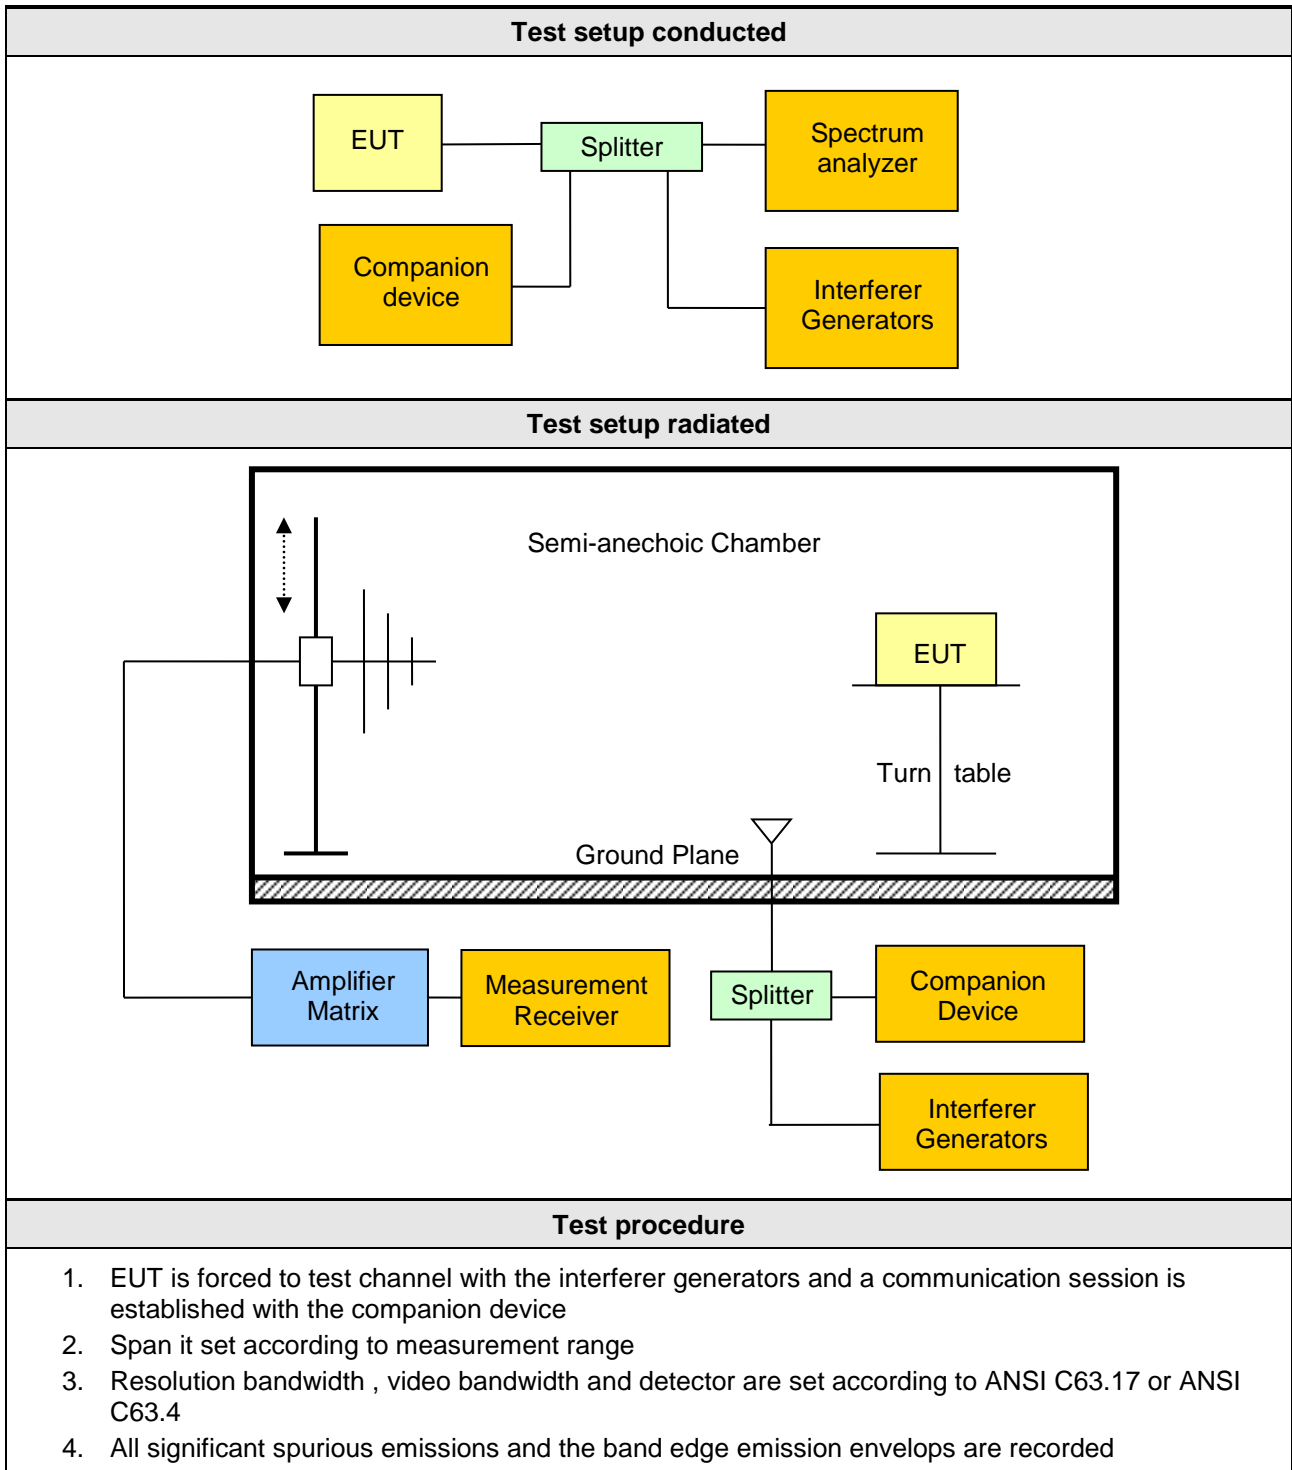 Test setup conducted
EUT
Splitter
Spectrum
analyzer
Companion
device
Interferer
Generators
Test setup radiated
Semi-anechoic Chamber
EUT
Turn table
Ground Plane
Amplifier
Matrix
Measurement
Receiver
Splitter
Companion
Device
Interferer
Generators
Test procedure
1. EUT is forced to test channel with the interferer generators and a communication session is
established with the companion device
2. Span it set according to measurement range
3. Resolution bandwidth , video bandwidth and detector are set according to ANSI C63.17 or ANSI
C63.4
4. All significant spurious emissions and the band edge emission envelops are recorded